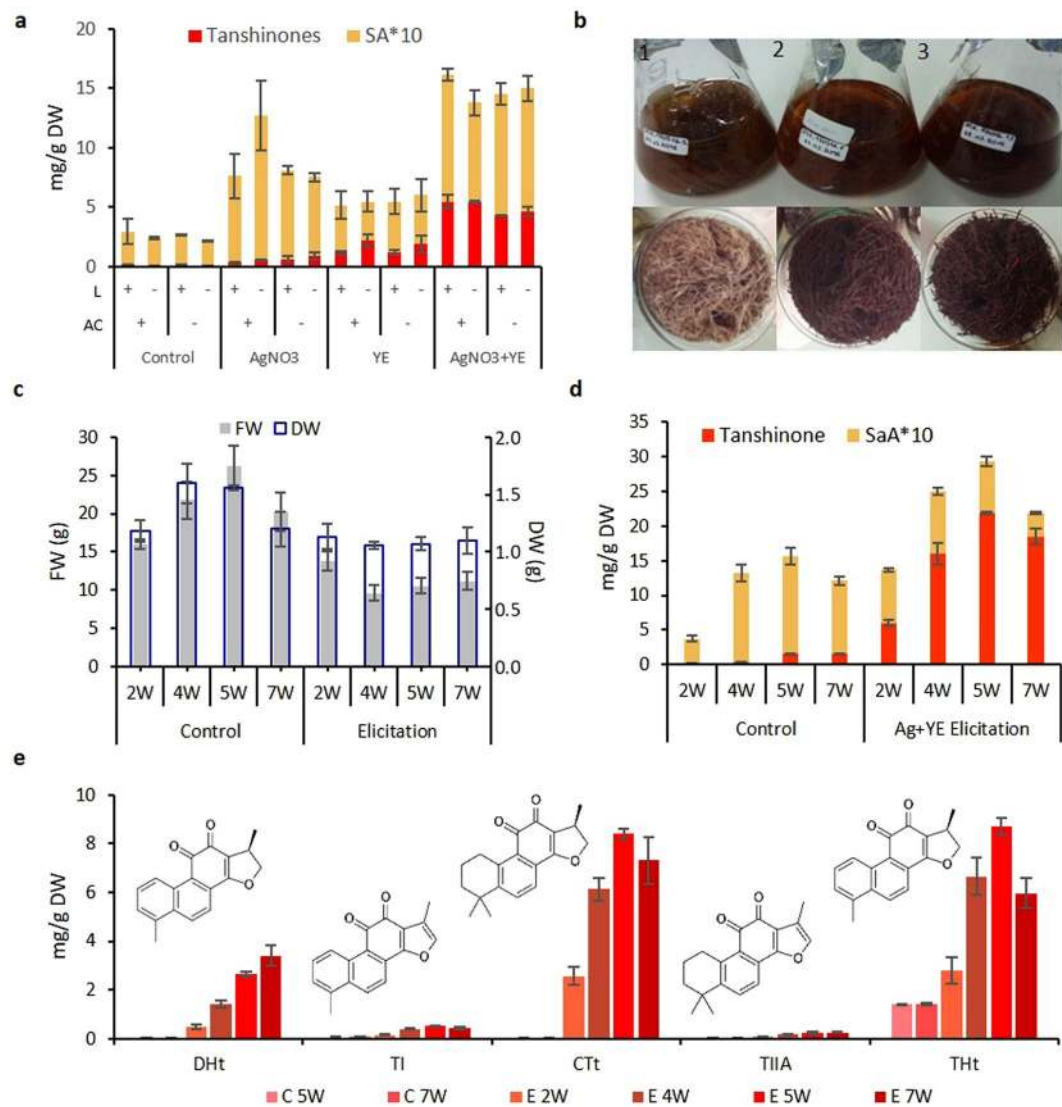 a
20
Tanshinones SA*10
15
mg/g DW
10
5
0
L + - + - + - + - + - + - + - + -
AC + - + - + - + -
Control AgNO3 YE AgNO3+YE
b
1 2 3
c
FW DW
30 2.0
25
20 1.5
15 1.0
10
0.5
5
0 0.0
FW (g)
DW (g)
2W 4W 5W 7W 2W 4W 5W 7W
Control Elicitation
d
35
Tanshinone SaA*10
30
25
20
15
10
5
0
mg/g DW
2W 4W 5W 7W 2W 4W 5W 7W
Control Ag+YE Elicitation
e
8
6
4
2
0
mg/g DW
O O O
O O O
O O O
O O O
O O O
DHt TI CTt TIIA THt
C 5W C 7W E 2W E 4W E 5W E 7W